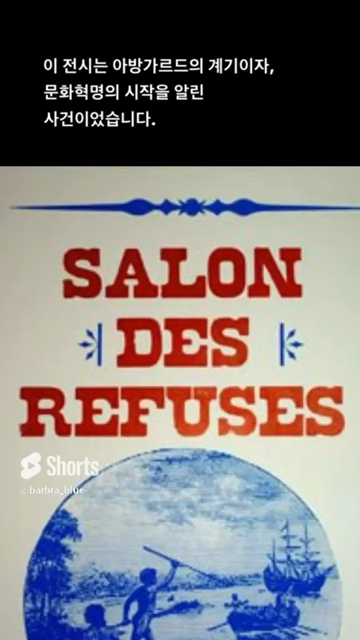 이 전시는 아방가르드의 계기이자,
문화혁명의 시작을 알린
사건이었습니다.
SALON
DES
REFUSES
Shorts
@barbra_blue-